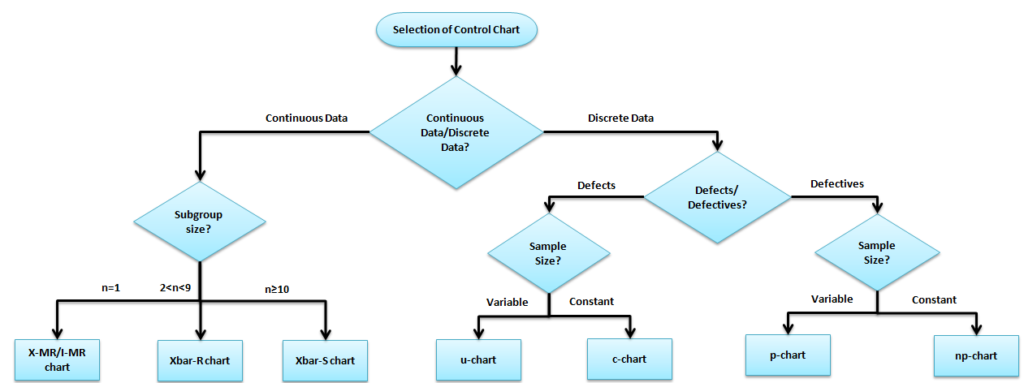 Selection of Control Chart
Continuous Data
Continuous
Data/Discrete
Data?
Discrete Data
Defects
Defects/
Defectives?
Defectives
Subgroup
size?
Sample
Size?
Sample
Size?
n=1
2<n<9
n≥10
Variable
Constant
Variable
Constant
X-MR/I-MR
chart
Xbar-R chart
Xbar-S chart
u-chart
c-chart
p-chart
np-chart